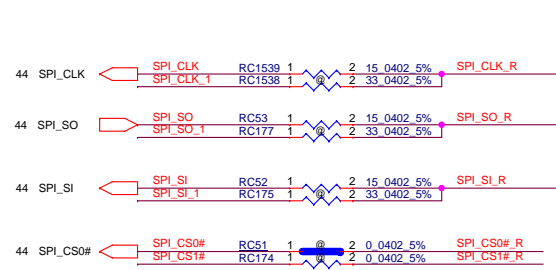 SPI_CLK RC1539 1 2 15_0402_5% SPI_CLK_R
44 SPI_CLK
SPI_CLK_1 RC1538 1 @ 2 33_0402_5%
SPI_SO RC53 1 2 15_0402_5% SPI_SO_R
44 SPI_SO
SPI_SO_1 RC177 1 @ 2 33_0402_5%
SPI_SI RC52 1 2 15_0402_5% SPI_SI_R
44 SPI_SI
SPI_SI_1 RC175 1 @ 2 33_0402_5%
SPI_CS0# RC51 1 @ 2 0_0402_5% SPI_CS0#_R
44 SPI_CS0#
SPI_CS1# RC174 1 @ 2 0_0402_5% SPI_CS1#_R